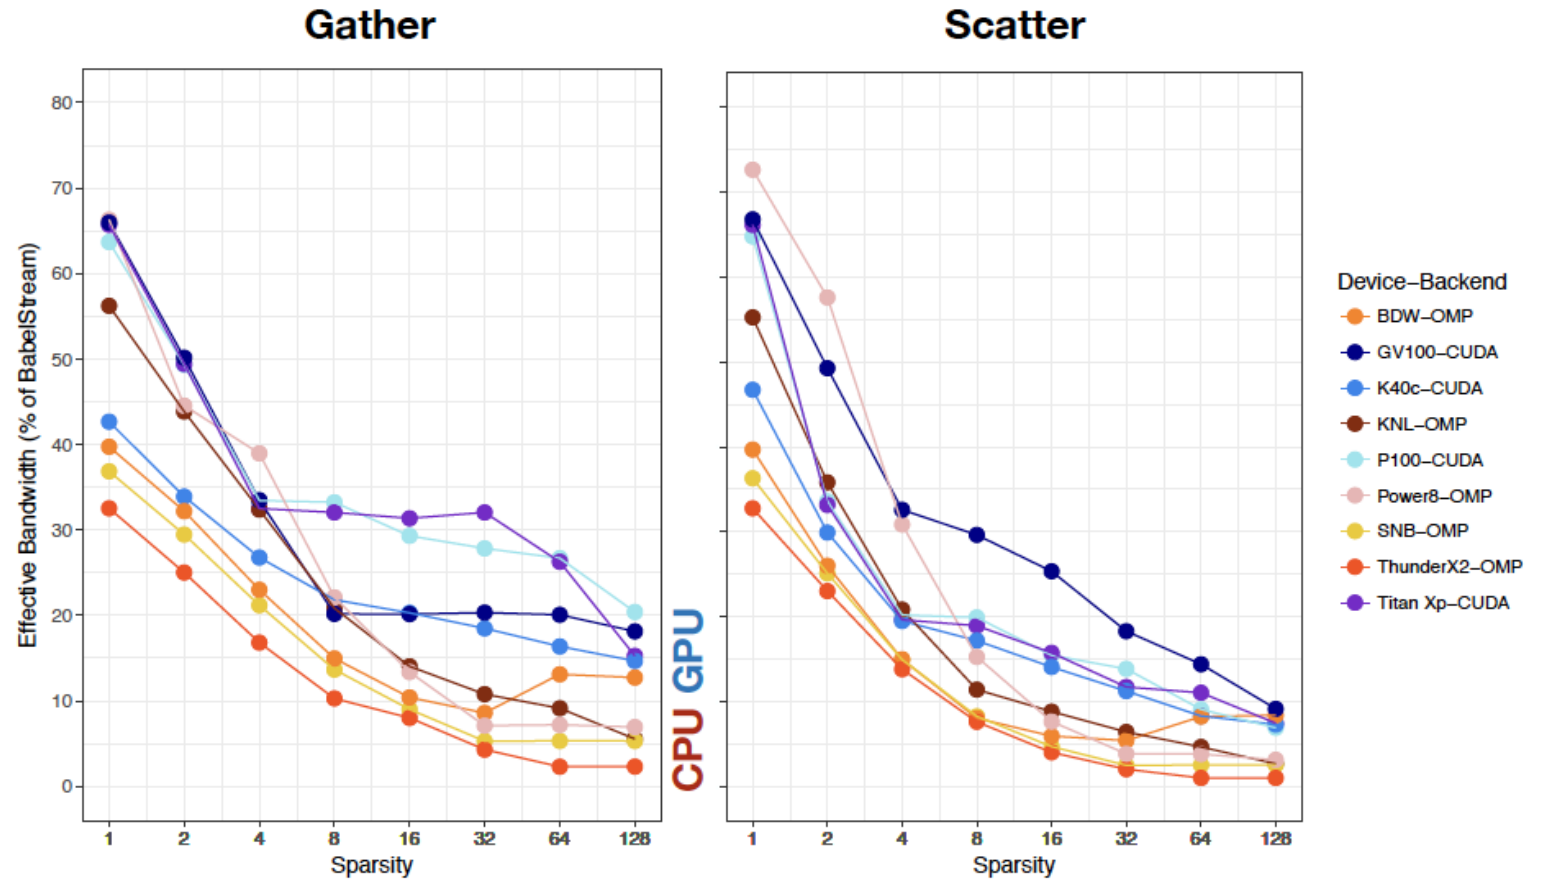 Gather
Scatter
Effective Bandwidth (% of BabelStream)
80
70
60
50
40
30
20
10
0
1 2 4 8 16 32 64 128
Sparsity
CPU GPU
1 2 4 8 16 32 64 128
Sparsity
Device-Backend
BDW-OMP
GV100-CUDA
K40c-CUDA
KNL-OMP
P100-CUDA
Power8-OMP
SNB-OMP
ThunderX2-OMP
Titan Xp-CUDA